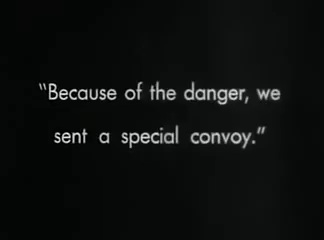 “Because of the danger, we
sent a special convoy.”